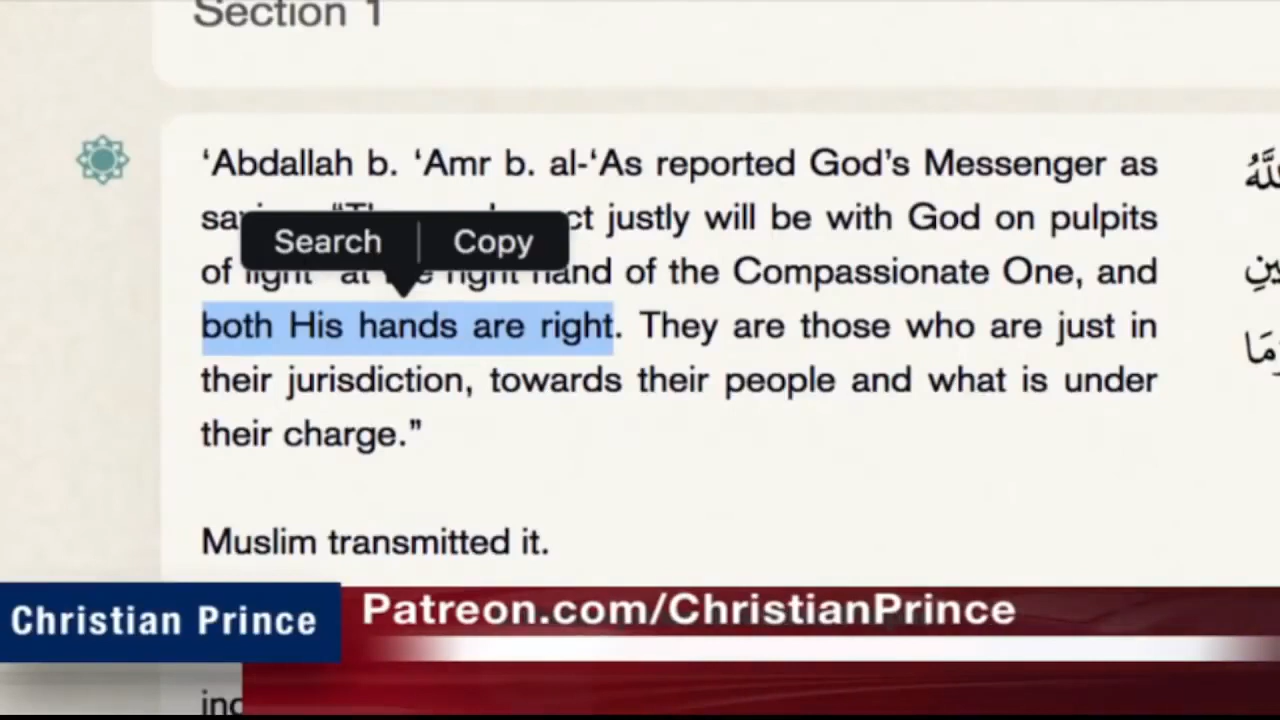 Section 1
‘Abdallah b. ‘Amr b. al-‘As reported God’s Messenger as
justly will be with God on pulpits
Search Copy
of light at right hand of the Compassionate One, and
both His hands are right. They are those who are just in
their jurisdiction, towards their people and what is under
their charge.”
Muslim transmitted it.
Christian Prince
Patreon.com/ChristianPrince